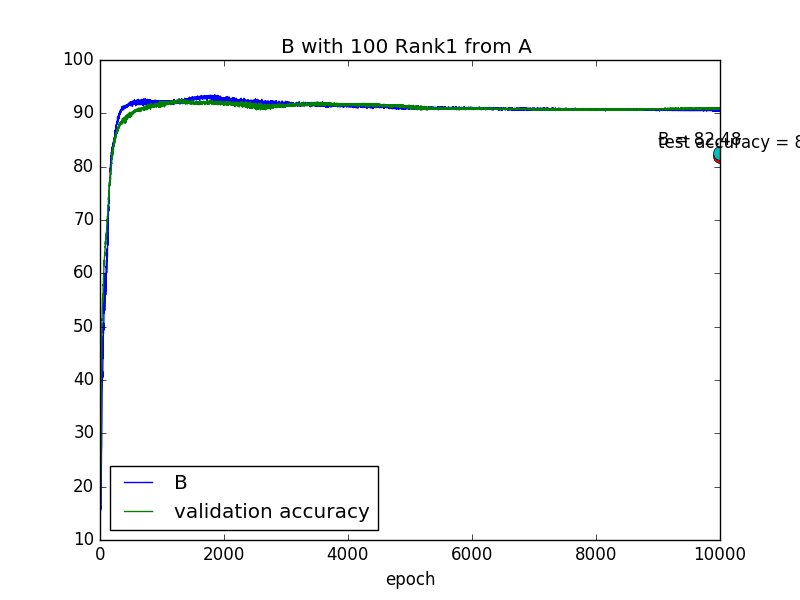 B with 100 Rank1 from A
100
90
80
70
60
50
40
30
20
10
B = 82.48
test accuracy = 8
B
validation accuracy
0 2000 4000 6000 8000 10000
epoch